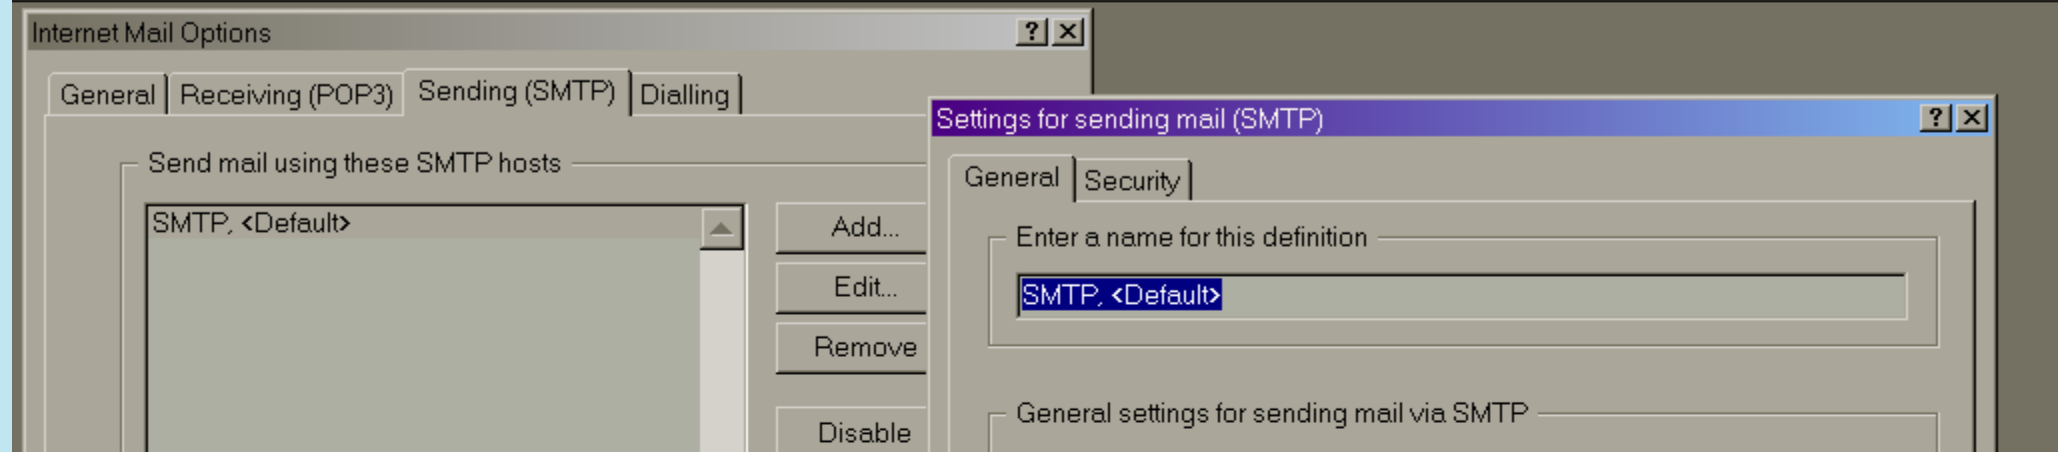 Internet Mail Options
General Receiving (POP3) Sending (SMTP) Dialling
Send mail using these SMTP hosts
SMTP, <Default>
Add...
Edit...
Remove
Disable
Settings for sending mail (SMTP)
General Security
Enter a name for this definition
SMTP, <Default>
General settings for sending mail via SMTP